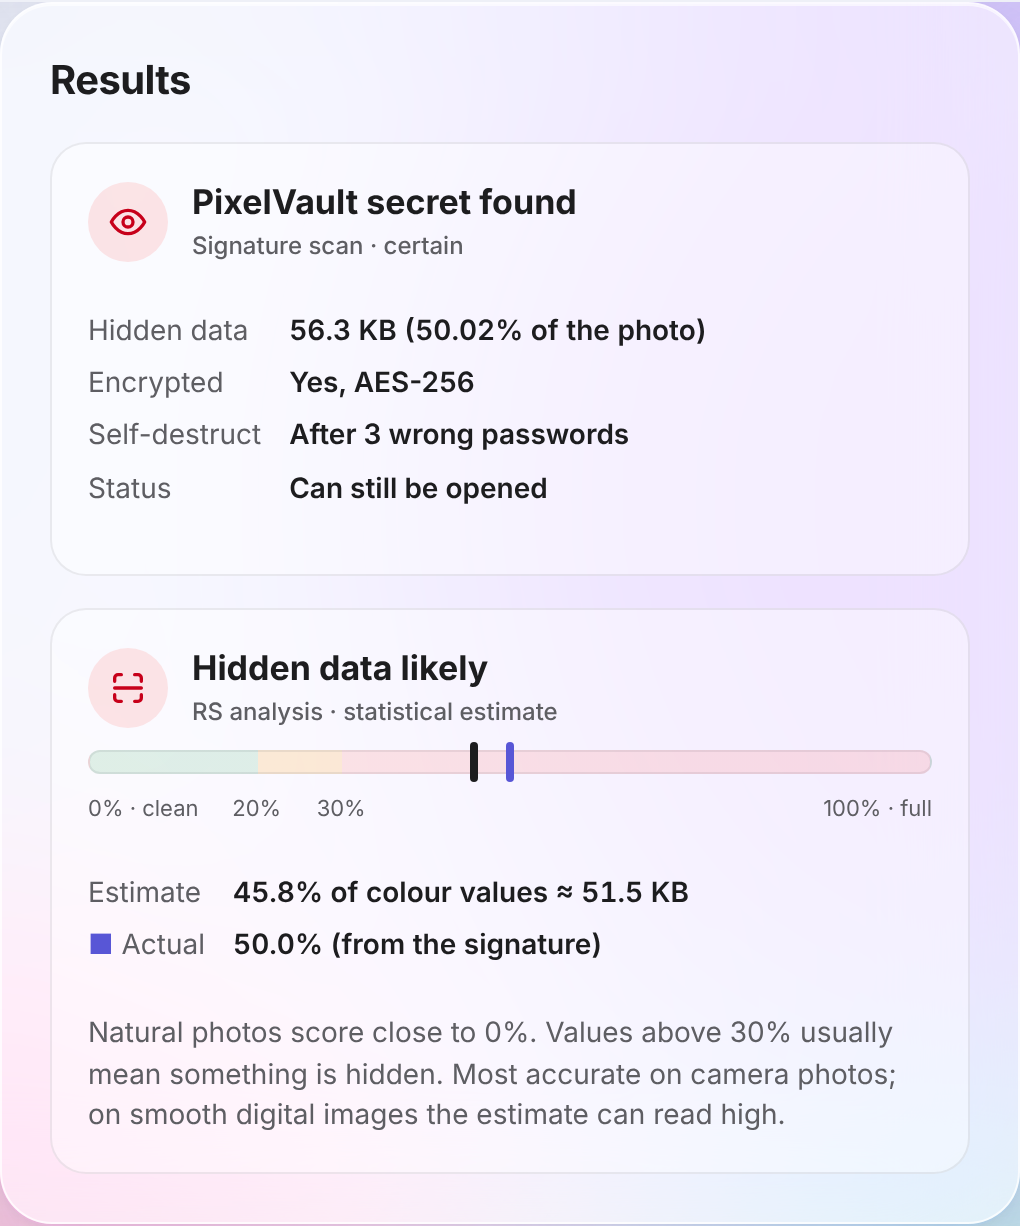 Results
PixelVault secret found
Signature scan · certain
Hidden data 56.3 KB (50.02% of the photo)
Encrypted Yes, AES-256
Self-destruct After 3 wrong passwords
Status Can still be opened
Hidden data likely
RS analysis · statistical estimate
0% · clean 20% 30% 100% · full
Estimate 45.8% of colour values ≈ 51.5 KB
Actual 50.0% (from the signature)
Natural photos score close to 0%. Values above 30% usually
mean something is hidden. Most accurate on camera photos;
on smooth digital images the estimate can read high.